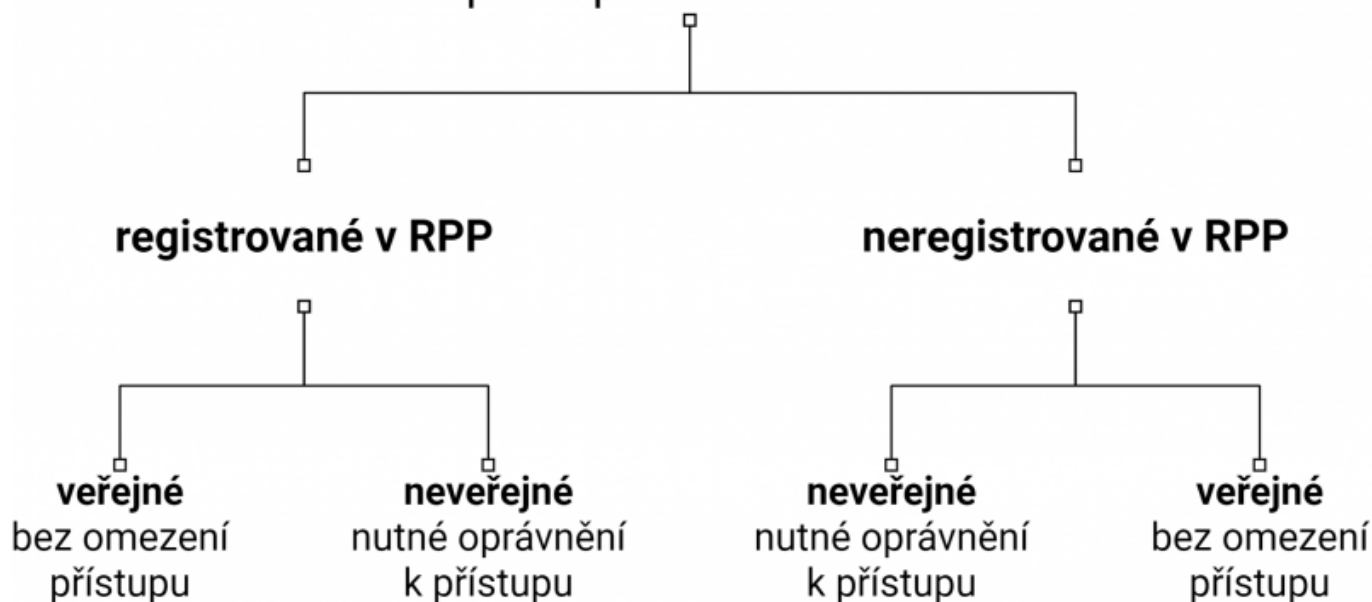 registrované v RPP
neregistrované v RPP
veřejné
bez omezení
přístupu
neveřejné
nutné oprávnění
k přístupu
neveřejné
nutné oprávnění
k přístupu
veřejné
bez omezení
přístupu